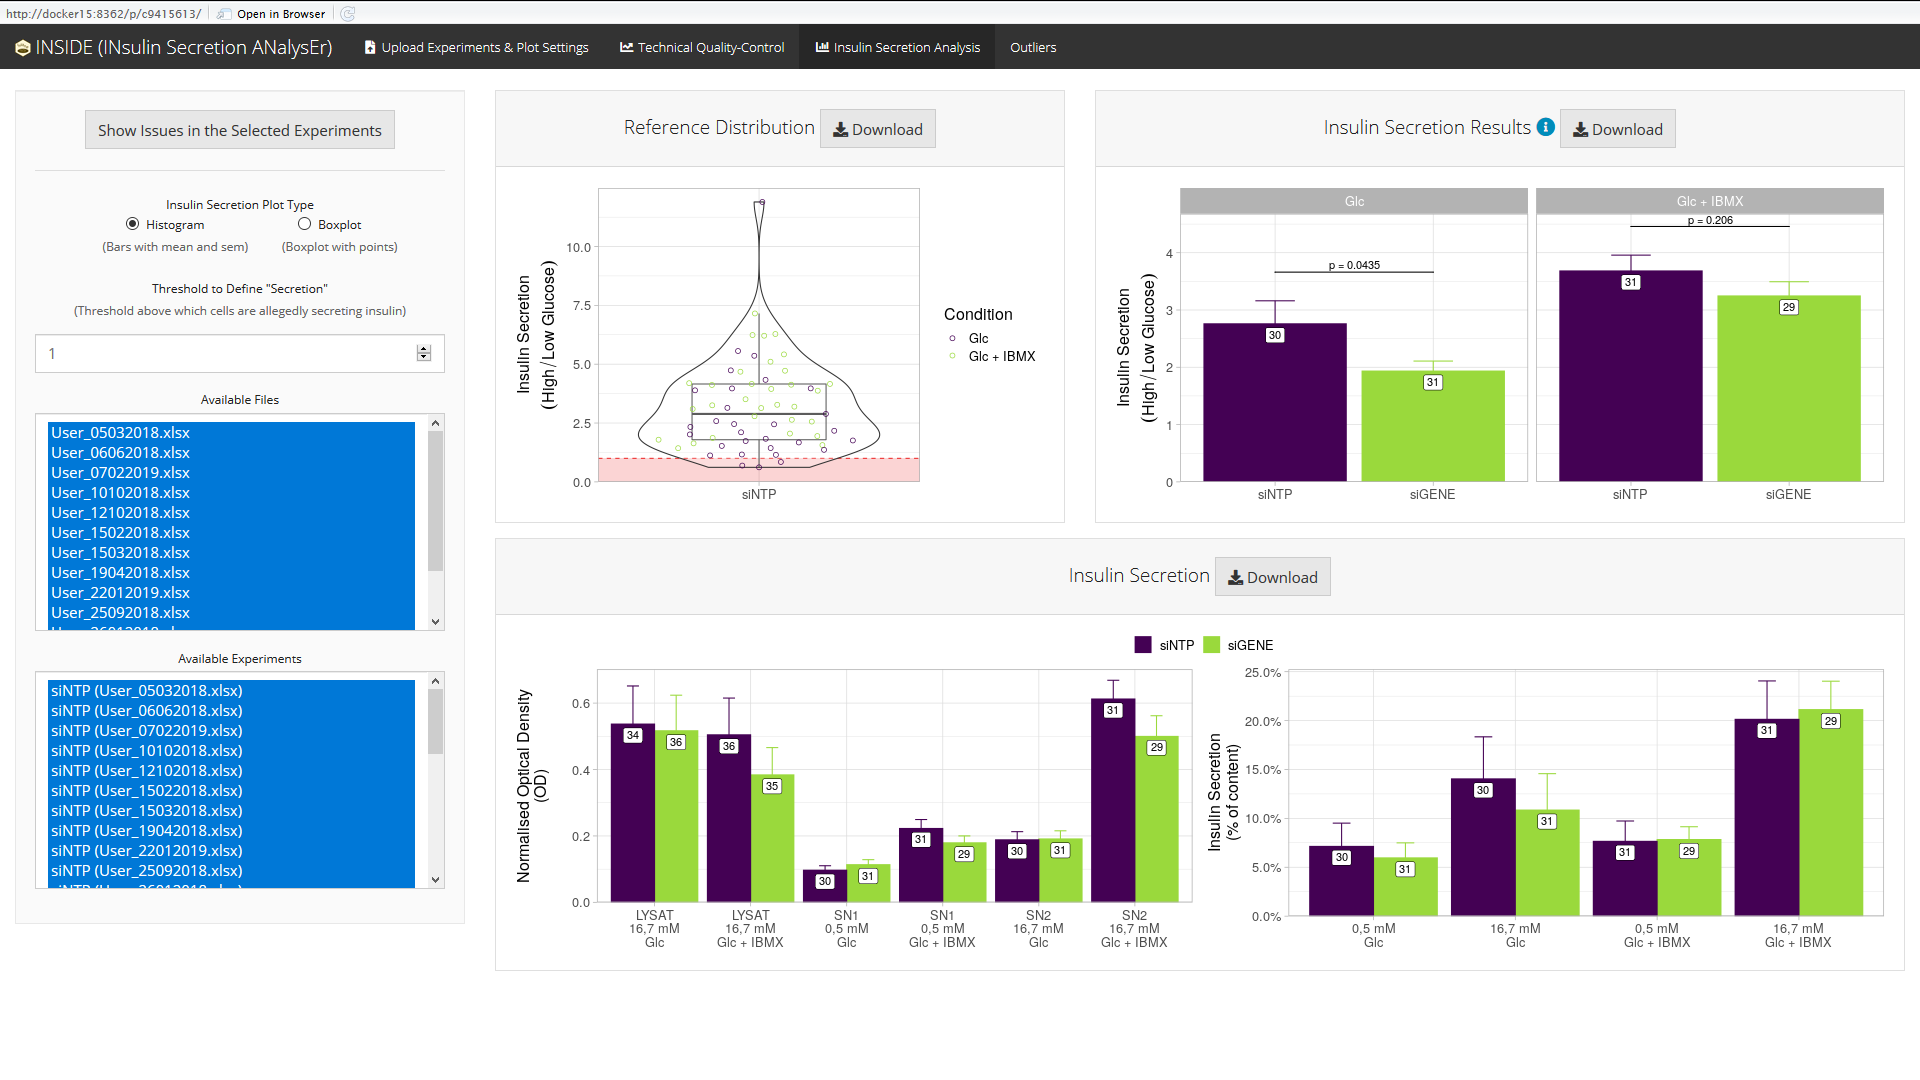 http://docker15:8362/p/c9415613/ Open in Browser
INSIDE (INsulin Secretion ANalysEr) Upload Experiments & Plot Settings Technical Quality-Control Insulin Secretion Analysis Outliers
Show Issues in the Selected Experiments
Insulin Secretion Plot Type
Histogram Boxplot
(Bars with mean and sem) (Boxplot with points)
Threshold to Define "Secretion"
(Threshold above which cells are allegedly secreting insulin)
1
Available Files
User_05032018.xlsx
User_06062018.xlsx
User_07022019.xlsx
User_10102018.xlsx
User_12102018.xlsx
User_15022018.xlsx
User_15032018.xlsx
User_19042018.xlsx
User_22012019.xlsx
User_25092018.xlsx
Available Experiments
siNTP (User_05032018.xlsx)
siNTP (User_06062018.xlsx)
siNTP (User_07022019.xlsx)
siNTP (User_10102018.xlsx)
siNTP (User_12102018.xlsx)
siNTP (User_15022018.xlsx)
siNTP (User_15032018.xlsx)
siNTP (User_19042018.xlsx)
siNTP (User_22012019.xlsx)
siNTP (User_25092018.xlsx)
Reference Distribution Download
Insulin Secretion
(High/Low Glucose)
10.0
7.5
5.0
2.5
0.0
siNTP
Condition
Glc
Glc + IBMX
Insulin Secretion Results Download
Insulin Secretion
(High/Low Glucose)
4
3
2
1
0
Glc
p = 0.0435
30
31
siNTP siGENE
Glc + IBMX
p = 0.206
31
29
siNTP siGENE
Insulin Secretion Download
siNTP siGENE
Normalised Optical Density
(OD)
0.6
0.4
0.2
0.0
34 36 36 35 30 31 31 29 30 31 31 29
LYSAT LYSAT SN1 SN1 SN2 SN2
16,7 mM 16,7 mM 0,5 mM 0,5 mM 16,7 mM 16,7 mM
Glc Glc + IBMX Glc Glc + IBMX Glc Glc + IBMX
Insulin Secretion
(% of content)
25.0%
20.0%
15.0%
10.0%
5.0%
0.0%
30 31 30 31 31 29 31 29
0,5 mM 16,7 mM 0,5 mM 16,7 mM
Glc Glc Glc + IBMX Glc + IBMX